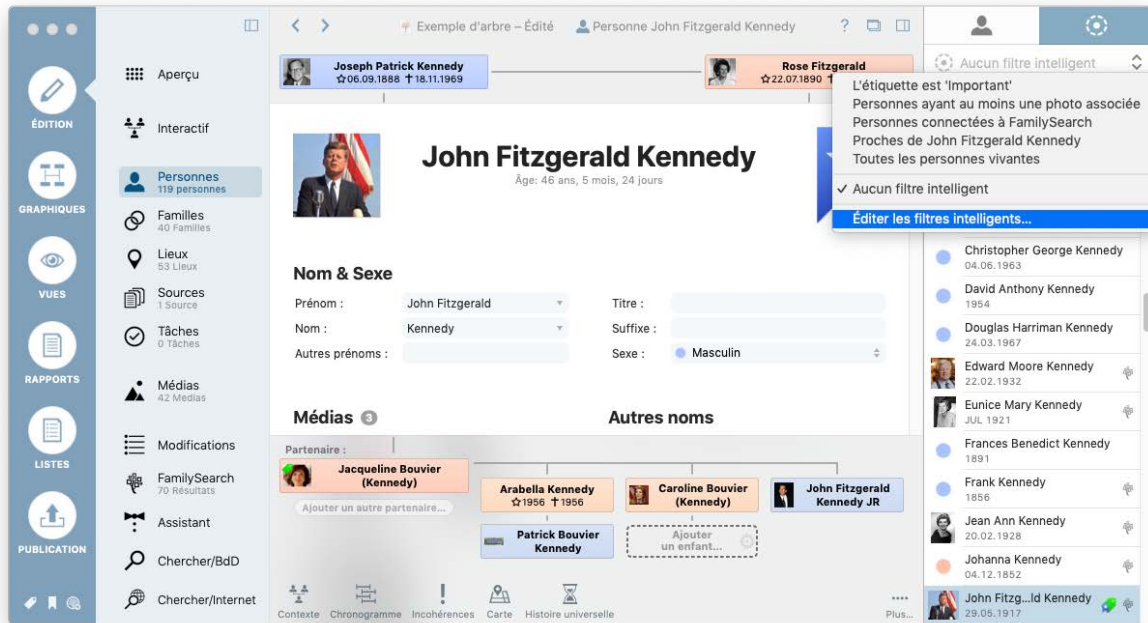 Exemple d'arbre – Édité
Personne John Fitzgerald Kennedy
?
ÉDITION
GRAPHIQUES
VUES
RAPPORTS
LISTES
PUBLICATION
Aperçu
Interactif
Personnes
119 personnes
Familles
40 Familles
Lieux
53 Lieux
Sources
1 Source
Tâches
0 Tâches
Médias
42 Medias
Modifications
FamilySearch
70 Résultats
Assistant
Chercher/BdD
Chercher/Internet
Joseph Patrick Kennedy
☆06.09.1888 ✝18.11.1969
Rose Fitzgerald
☆22.07.1890
John Fitzgerald Kennedy
Âge: 46 ans, 5 mois, 24 jours
Nom & Sexe
Prénom :
John Fitzgerald
Titre :
Nom :
Kennedy
Suffixe :
Autres prénoms :
Sexe :
Masculin
Médias 3
Autres noms
Partenaire :
Jacqueline Bouvier
(Kennedy)
Ajouter un autre partenaire...
Arabella Kennedy
☆1956 ✝1956
Caroline Bouvier
(Kennedy)
John Fitzgerald
Kennedy JR
Patrick Bouvier
Kennedy
Ajouter
un enfant...
Contexte
Chronogramme
Incohérences
Carte
Histoire universelle
Plus...
Aucun filtre intelligent
L'étiquette est 'Important'
Personnes ayant au moins une photo associée
Personnes connectées à FamilySearch
Proches de John Fitzgerald Kennedy
Toutes les personnes vivantes
✓ Aucun filtre intelligent
Éditer les filtres intelligents...
Christopher George Kennedy
04.06.1963
David Anthony Kennedy
1954
Douglas Harriman Kennedy
24.03.1967
Edward Moore Kennedy
22.02.1932
Eunice Mary Kennedy
JUL 1921
Frances Benedict Kennedy
1891
Frank Kennedy
1856
Jean Ann Kennedy
20.02.1928
Johanna Kennedy
04.12.1852
John Fitzg...ld Kennedy
29.05.1917